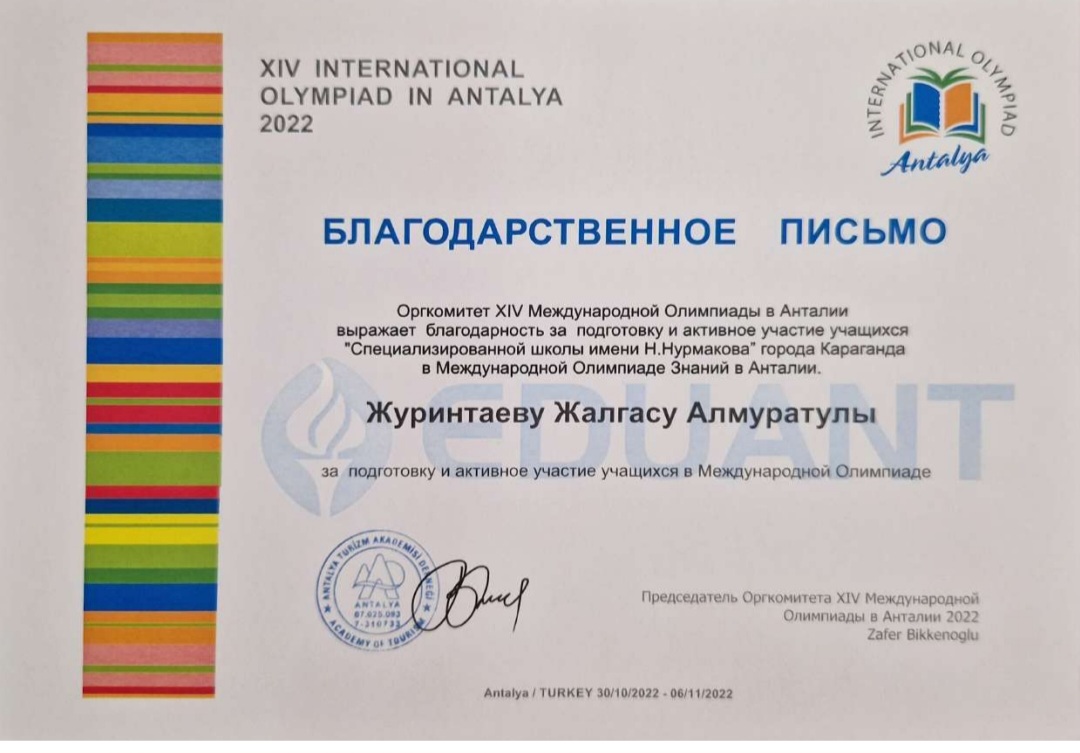 XIV INTERNATIONAL
OLYMPIAD IN ANTALYA
2022
INTERNATIONAL OLYMPIAD
Antalya
БЛАГОДАРСТВЕННОЕ ПИСЬМО
Оргкомитет XIV Международной Олимпиады в Анталии
выражает благодарность за подготовку и активное участие учащихся
"Специализированной школы имени Н.Нурмакова" города Караганда
в Международной Олимпиаде Знаний в Анталии.
EDUANT
Журинтаеву Жалгасу Алмуратулы
за подготовку и активное участие учащихся в Международной Олимпиаде
ANTALYA TURİZM AKADEMİSİ DERNEĞİ
ANTALYA
ACADEMY OF TOURISM
Председатель Оргкомитета XIV Международной
Олимпиады в Анталии 2022
Zafer Bikkenoglu
Antalya / TURKEY 30/10/2022 - 06/11/2022